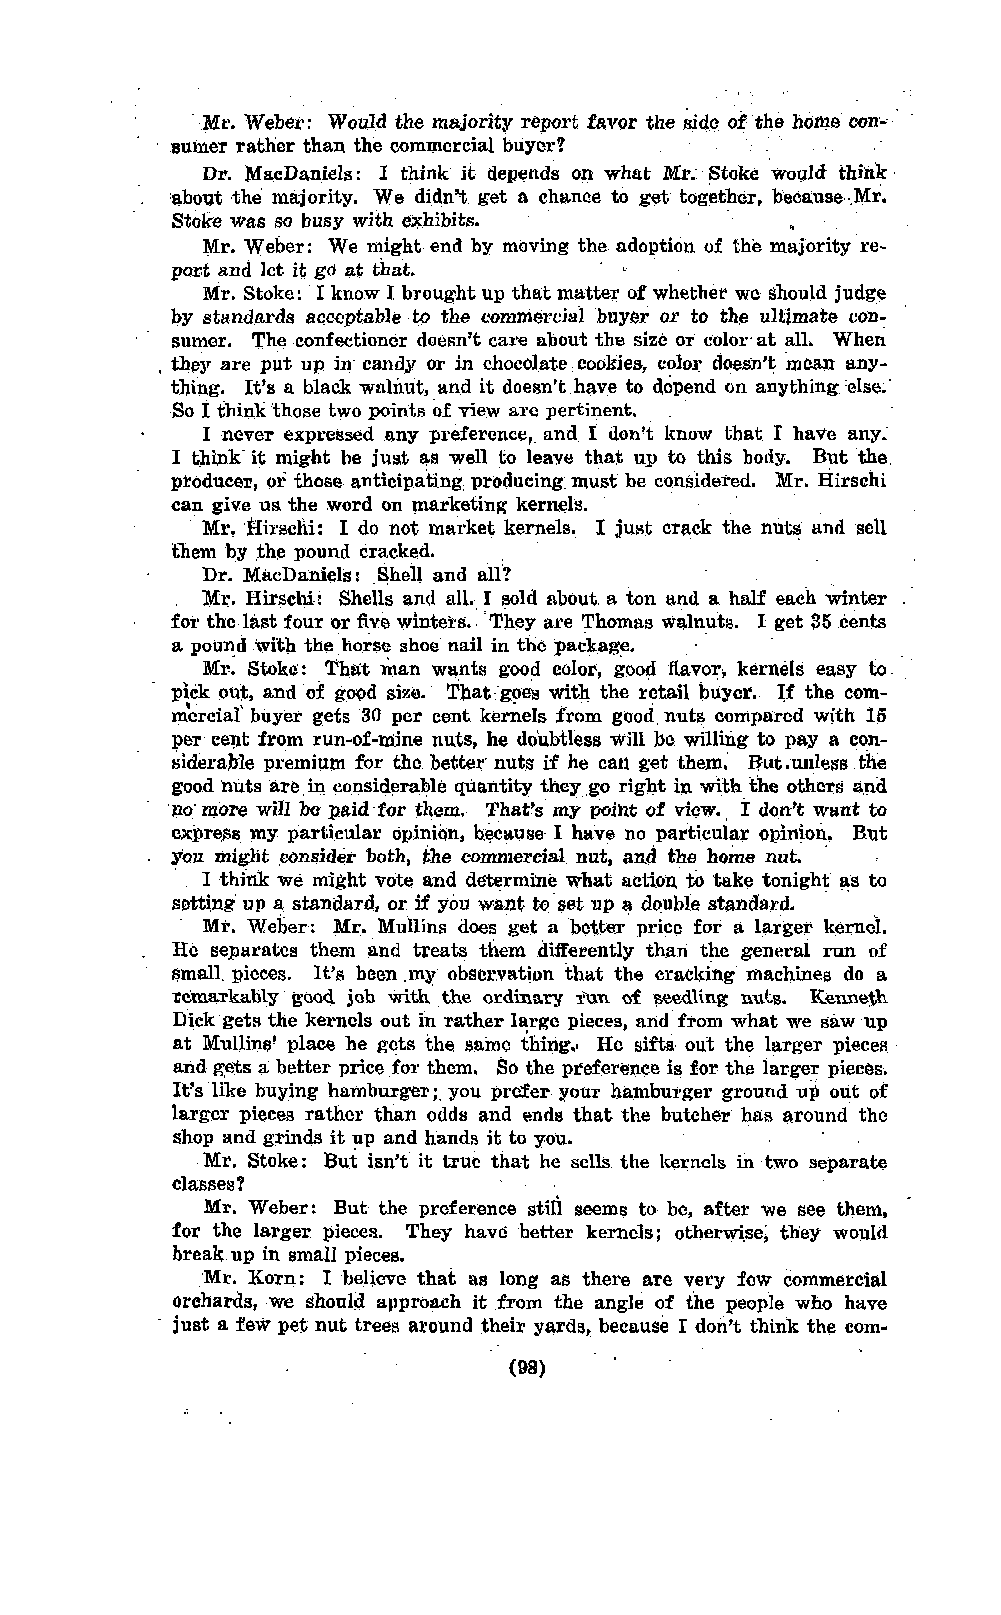 Mr. Weber: Would the majority report favor the side of the home con-
sumer rather than the commercial buyer?
Dr. MacDaniels: I think it depends on what Mr. Stoke would think
about the majority. We didn't get a chance to get together, because Mr.
Stoke was so busy with exhibits.
Mr. Weber: We might end by moving the adoption of the majority re-
port and let it go at that.
Mr. Stoke: I know I brought up that matter of whether we should judge
by standards acceptable to the commercial buyer or to the ultimate con-
sumer. The confectioner doesn't care about the size or color at all. When
they are put up in candy or in chocolate cookies, color doesn't mean any-
thing. It's a black walnut, and it doesn't have to depend on anything else.
So I think those two points of view are pertinent.
I never expressed any preference, and I don't know that I have any.
I think it might be just as well to leave that up to this body. But the
producer, or those anticipating producing must be considered. Mr. Hirschi
can give us the word on marketing kernels.
Mr. Hirschi: I do not market kernels. I just crack the nuts and sell
them by the pound cracked.
Dr. MacDaniels: Shell and all?
Mr. Hirschi: Shells and all. I sold about a ton and a half each winter
for the last four or five winters. They are Thomas walnuts. I get 35 cents
a pound with the horse shoe nail in the package.
Mr. Stoke: That man wants good color, good flavor, kernels easy to
pick out, and of good size. That goes with the retail buyer. If the com-
mercial buyer gets 30 per cent kernels from good nuts compared with 15
per cent from run-of-mine nuts, he doubtless will be willing to pay a con-
siderable premium for the better nuts if he can get them. But unless the
good nuts are in considerable quantity they go right in with the others and
no more will be paid for them. That's my point of view. I don't want to
express my particular opinion, because I have no particular opinion. But
you might consider both, the commercial nut, and the home nut.
I think we might vote and determine what action to take tonight as to
setting up a standard, or if you want to set up a double standard.
Mr. Weber: Mr. Mullins does get a better price for a larger kernel.
He separates them and treats them differently than the general run of
small pieces. It's been my observation that the cracking machines do a
remarkably good job with the ordinary run of seedling nuts. Kenneth
Dick gets the kernels out in rather large pieces, and from what we saw up
at Mullins' place he gets the same thing. He sifts out the larger pieces
and gets a better price for them. So the preference is for the larger pieces.
It's like buying hamburger; you prefer your hamburger ground up out of
larger pieces rather than odds and ends that the butcher has around the
shop and grinds it up and hands it to you.
Mr. Stoke: But isn't it true that he sells the kernels in two separate
classes?
Mr. Weber: But the preference still seems to be, after we see them,
for the larger pieces. They have better kernels; otherwise, they would
break up in small pieces.
Mr. Korn: I believe that as long as there are very few commercial
orchards, we should approach it from the angle of the people who have
just a few pet nut trees around their yards, because I don't think the com-
(98)